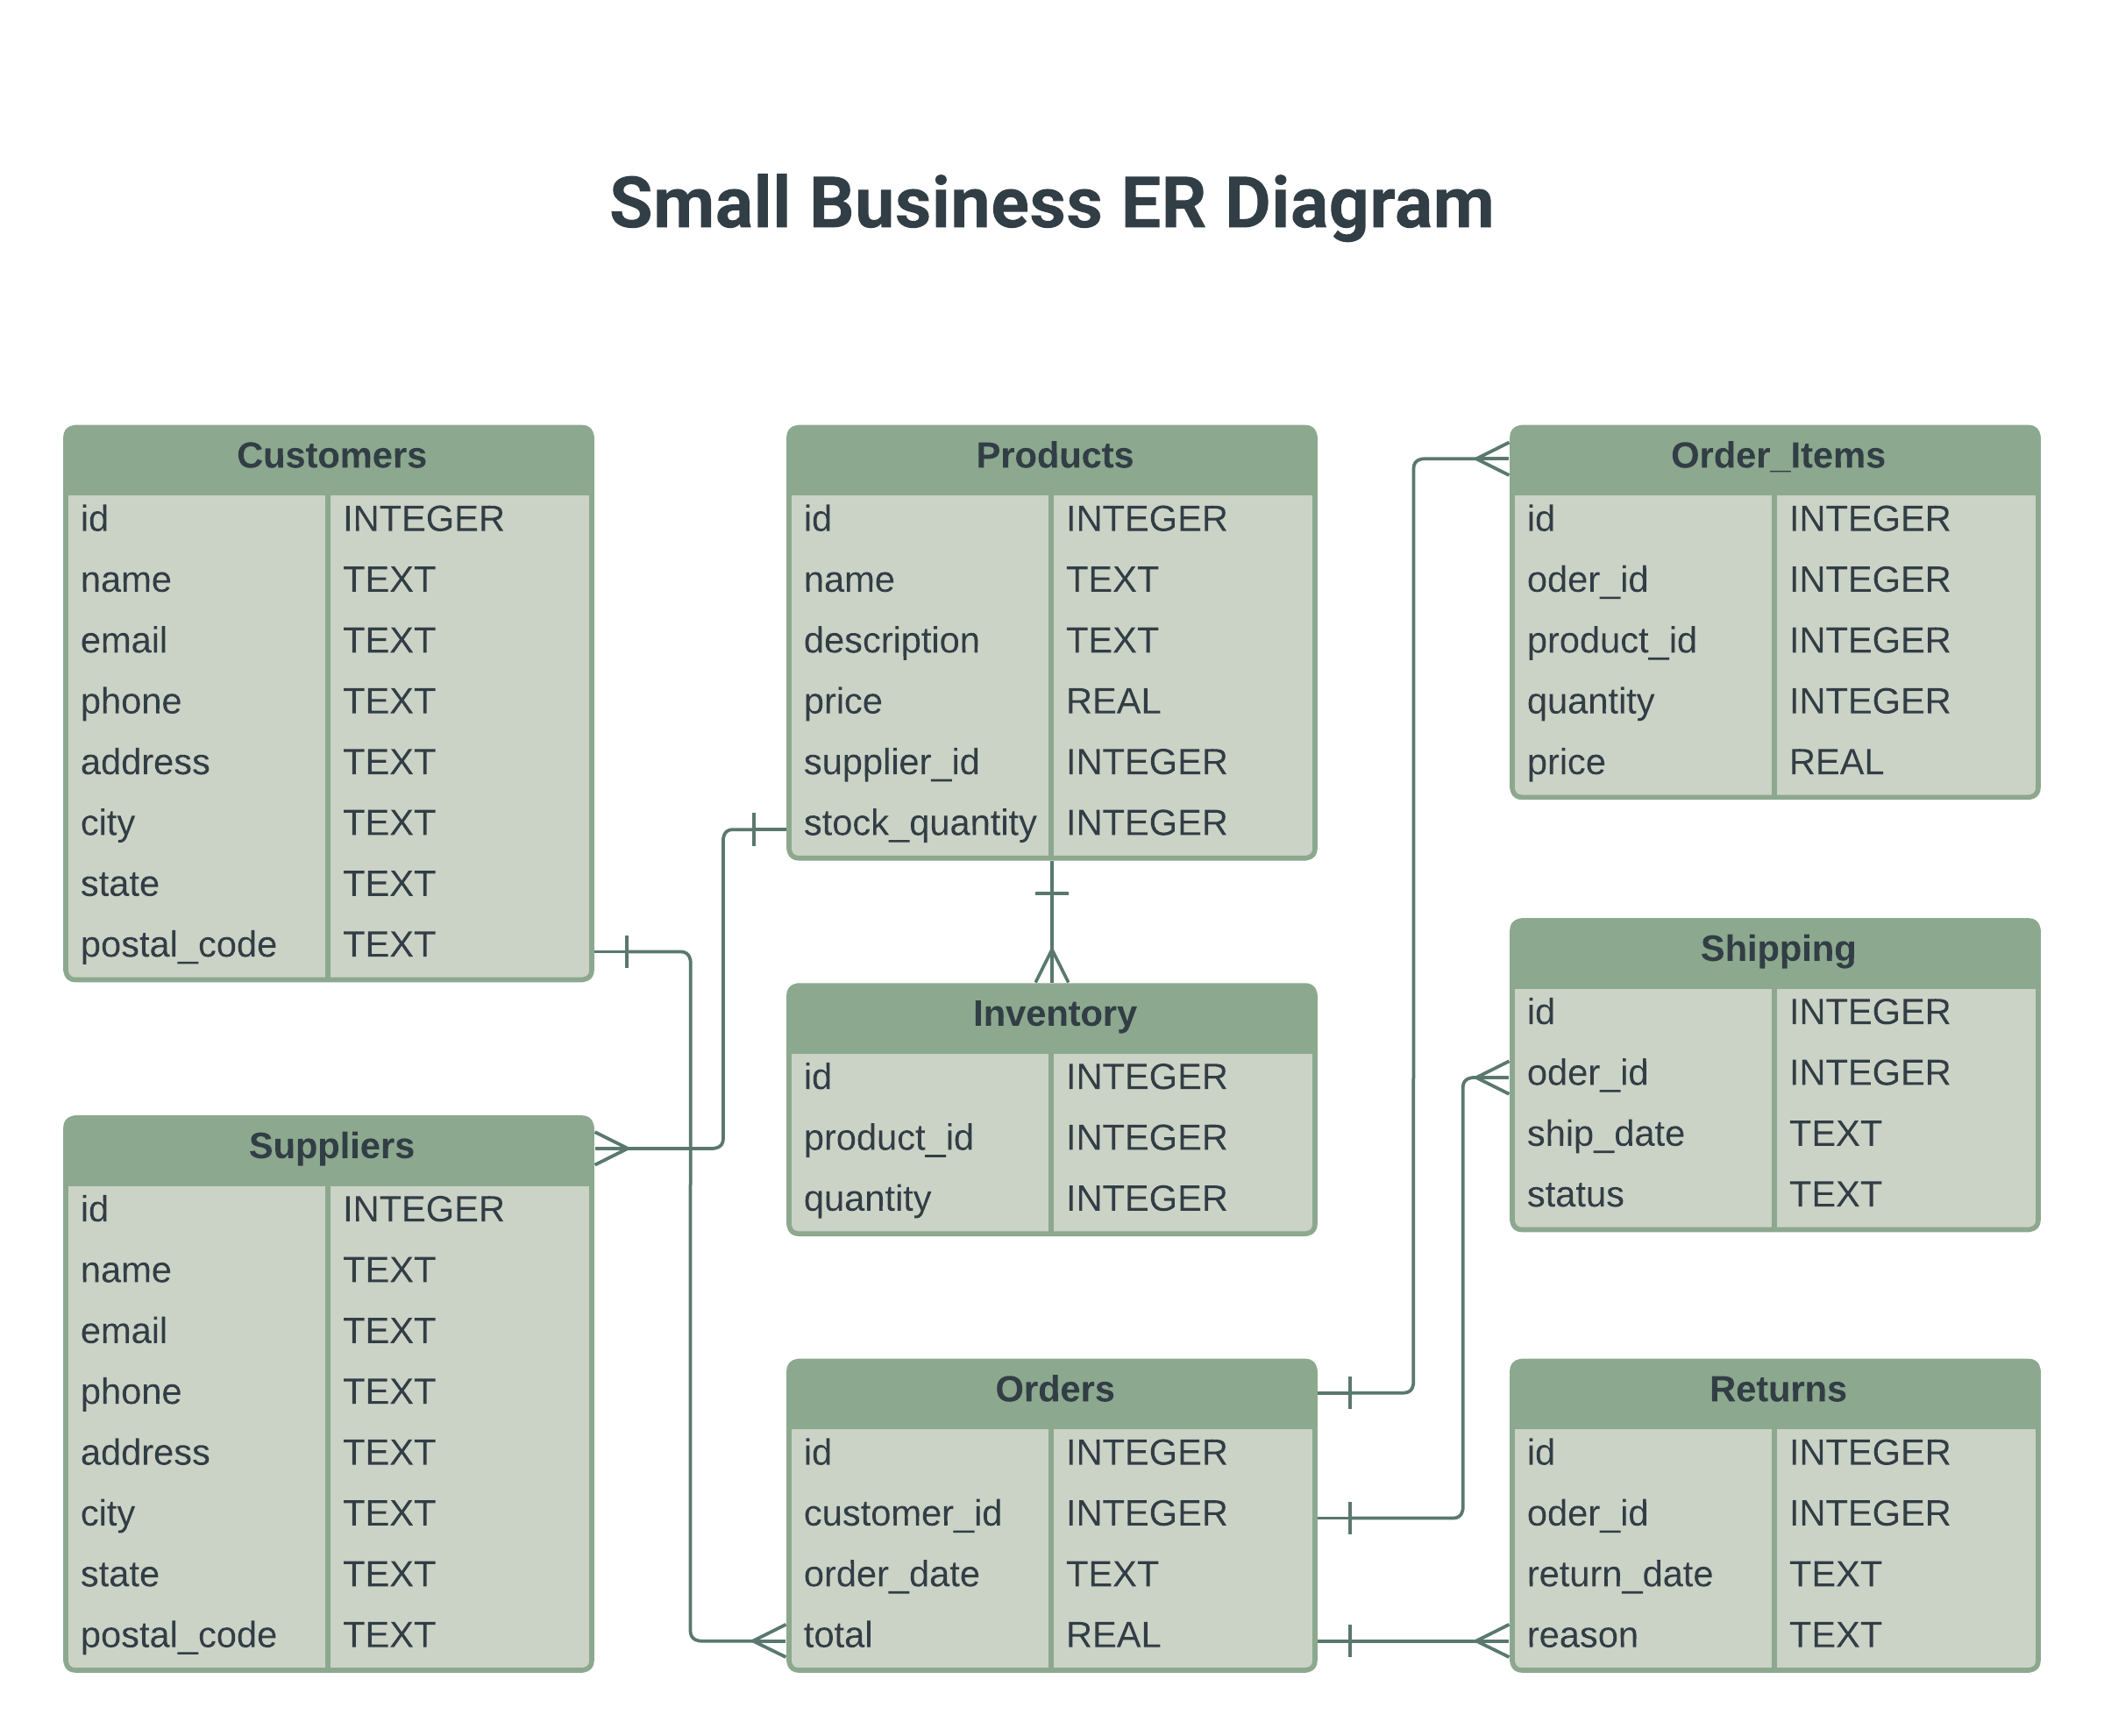 Small Business ER Diagram
Customers
id INTEGER
name TEXT
email TEXT
phone TEXT
address TEXT
city TEXT
state TEXT
postal_code TEXT
Suppliers
id INTEGER
name TEXT
email TEXT
phone TEXT
address TEXT
city TEXT
state TEXT
postal_code TEXT
Products
id INTEGER
name TEXT
description TEXT
price REAL
supplier_id INTEGER
stock_quantity INTEGER
Inventory
id INTEGER
product_id INTEGER
quantity INTEGER
Orders
id INTEGER
customer_id INTEGER
order_date TEXT
total REAL
Order_Items
id INTEGER
oder_id INTEGER
product_id INTEGER
quantity INTEGER
price REAL
Shipping
id INTEGER
oder_id INTEGER
ship_date TEXT
status TEXT
Returns
id INTEGER
oder_id INTEGER
return_date TEXT
reason TEXT